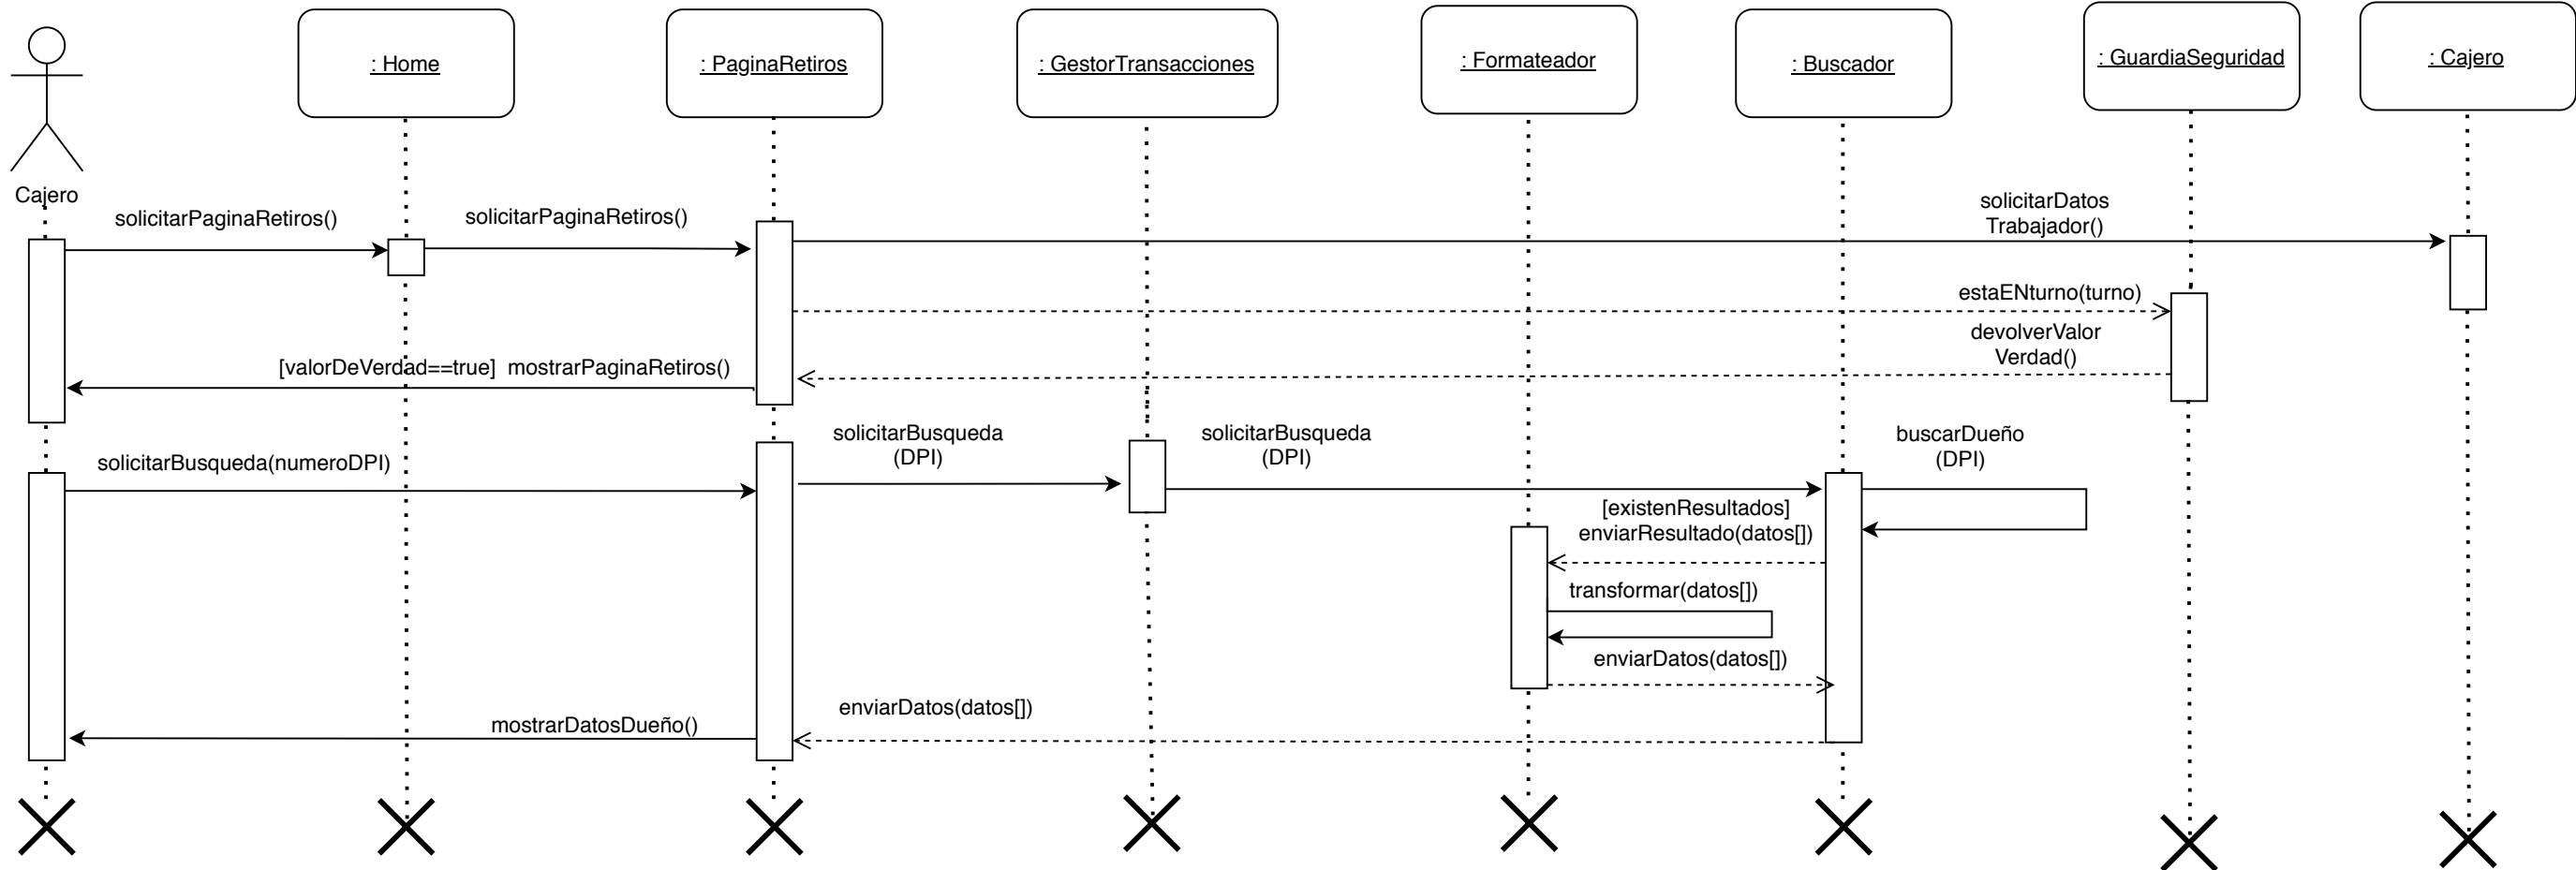 : Home
: PaginaRetiros
: GestorTransacciones
: Formateador
: Buscador
: GuardiaSeguridad
: Cajero
Cajero
solicitarPaginaRetiros()
solicitarPaginaRetiros()
solicitarDatos
Trabajador()
estaENturno(turno)
devolverValor
Verdad()
[valorDeVerdad==true] mostrarPaginaRetiros()
solicitarBusqueda(numeroDPI)
solicitarBusqueda
(DPI)
solicitarBusqueda
(DPI)
buscarDueño
(DPI)
[existenResultados]
enviarResultado(datos[])
transformar(datos[])
enviarDatos(datos[])
enviarDatos(datos[])
mostrarDatosDueño()